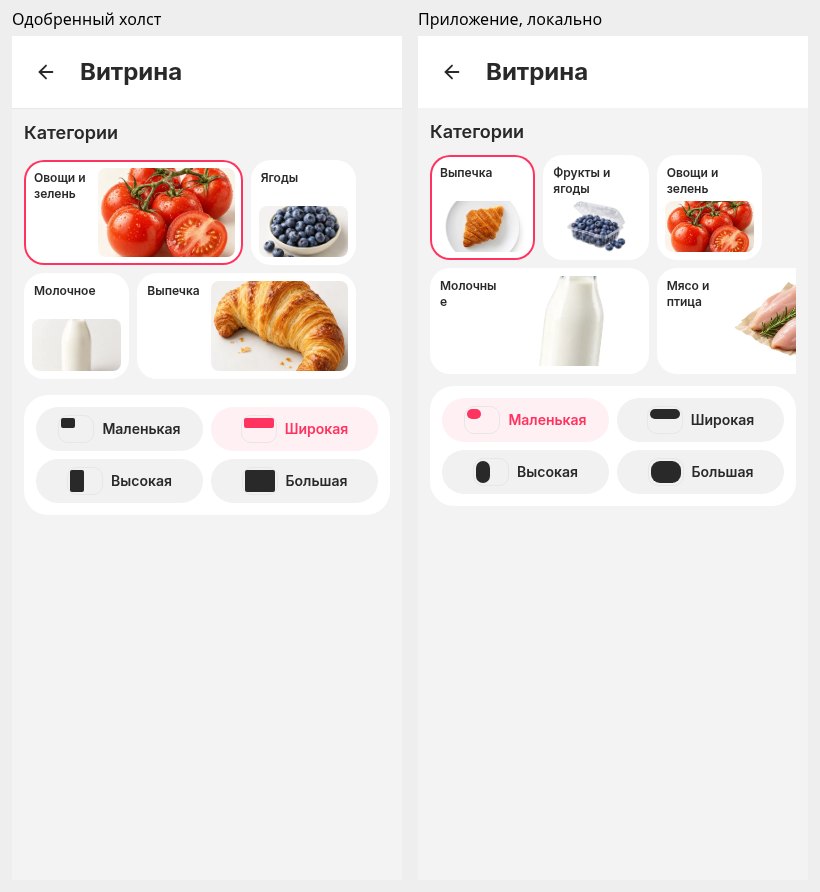 Одобренный холст
Витрина
Категории
Овощи и
зелень
Ягоды
Молочное
Выпечка
Маленькая
Широкая
Высокая
Большая
Приложение, локально
Витрина
Категории
Выпечка
Фрукты и
ягоды
Овощи и
зелень
Молочны
е
Мясо и
птица
Маленькая
Широкая
Высокая
Большая